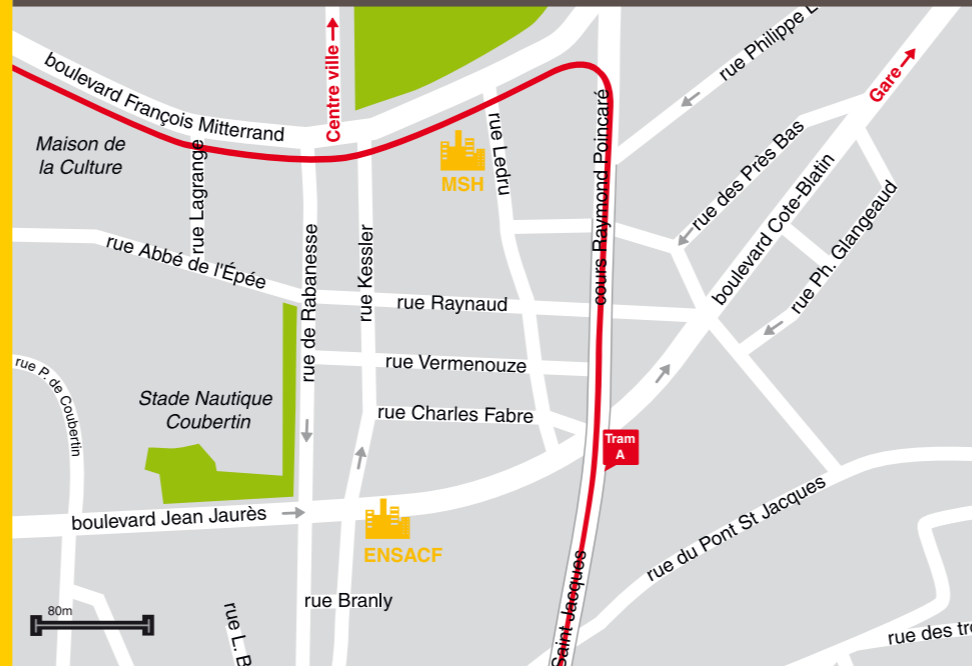 boulevard François Mitterrand
Centre ville
rue Philippe L
Gare
Maison de
la Culture
rue Lagrange
MSH
rue Ledru
cours Raymond Poincaré
rue des Près Bas
boulevard Cote-Blatin
rue Ph. Glangeaud
rue Abbé de l'Épée
rue de Rabanesse
rue Kessler
rue Raynaud
rue Vermenouze
rue P. de Coubertin
Stade Nautique
Coubertin
rue Charles Fabre
Tram
A
boulevard Jean Jaurès
ENSACF
rue du Pont St Jacques
Saint Jacques
rue Branly
rue L. B
80m
rue des tro